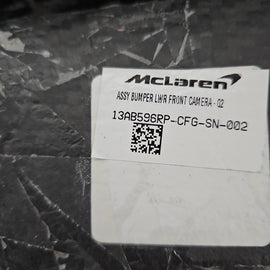 McLaren
ASSY BUMPER LWR FRONT CAMERA - 02
13AB596RP-CFG-SN-002